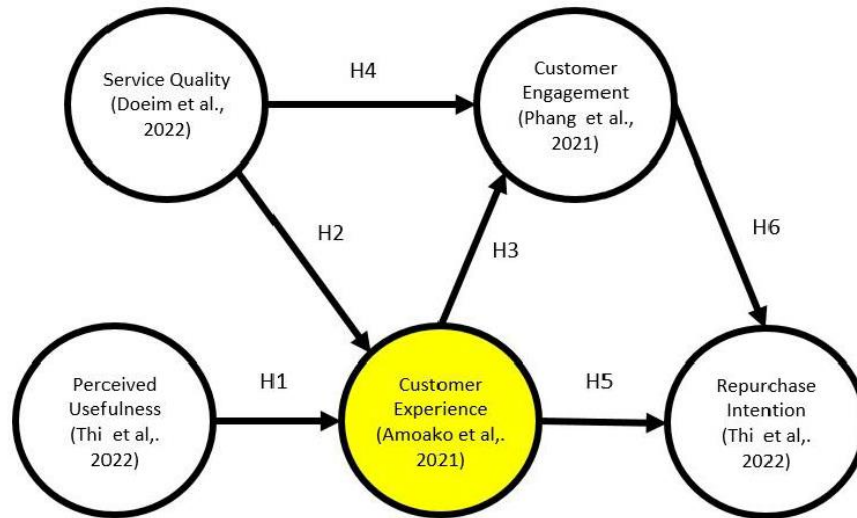 Service Quality
(Doeim et al.,
2022)
H4
Customer
Engagement
(Phang et al.,
2021)
H2
H3
H6
Perceived
Usefulness
(Thi et al,.
2022)
H1
Customer
Experience
(Amoako et al,.
2021)
H5
Repurchase
Intention
(Thi et al,.
2022)